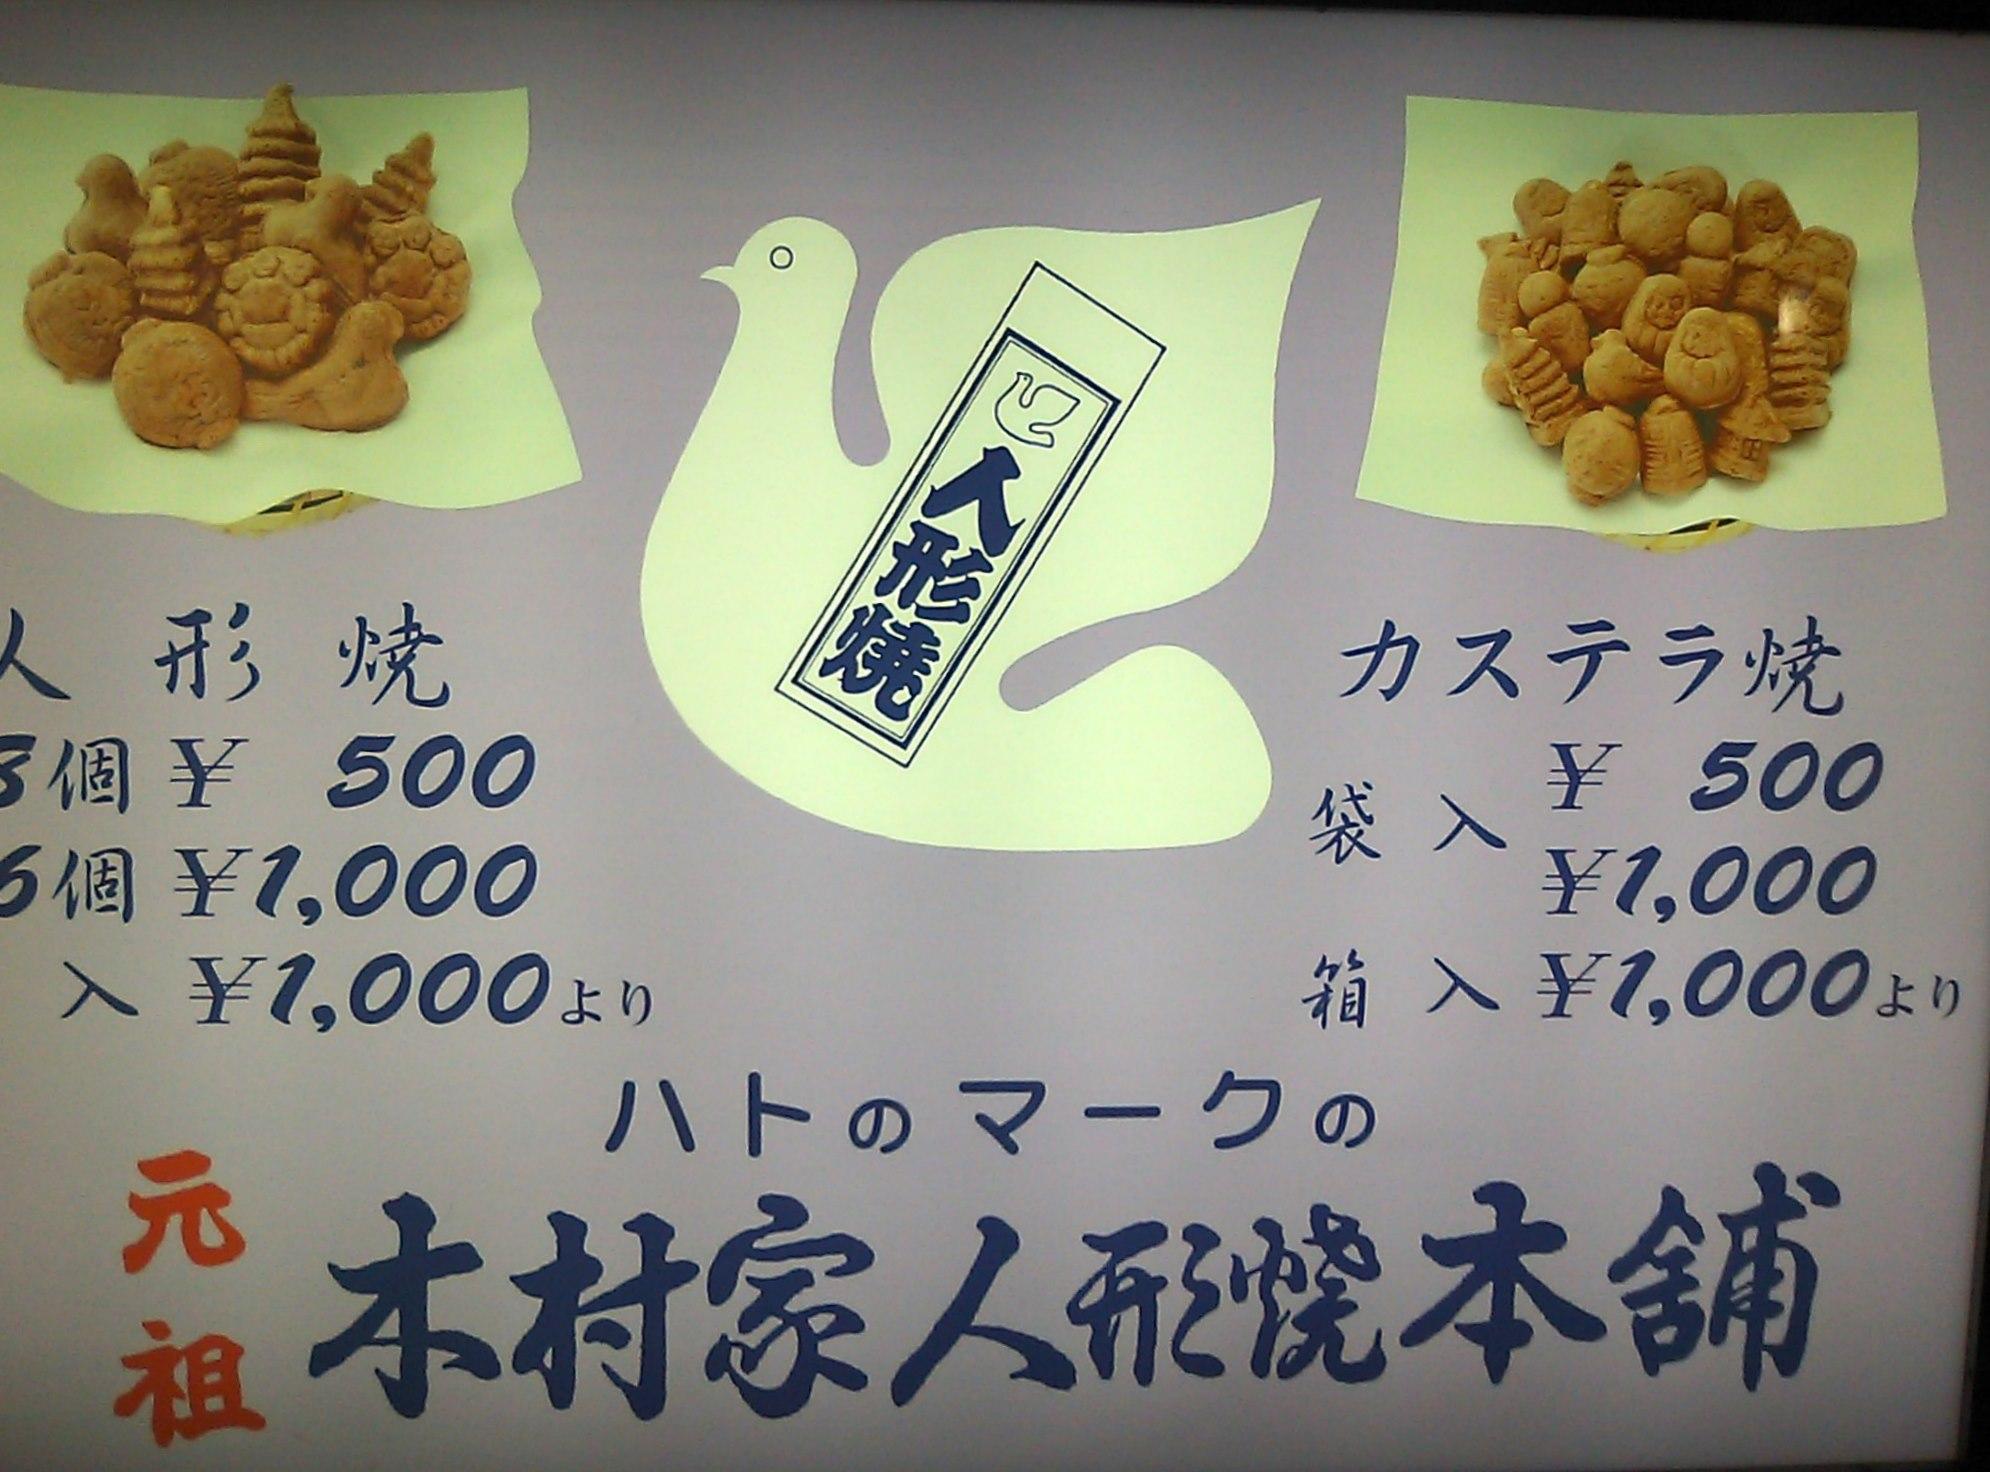 人形焼
人形焼
8個 ¥500
6個 ¥1,000
入 ¥1,000より
カステラ焼
袋入 ¥500
¥1,000
箱入 ¥1,000より
ハトのマークの
元祖
木村家人形焼本舗